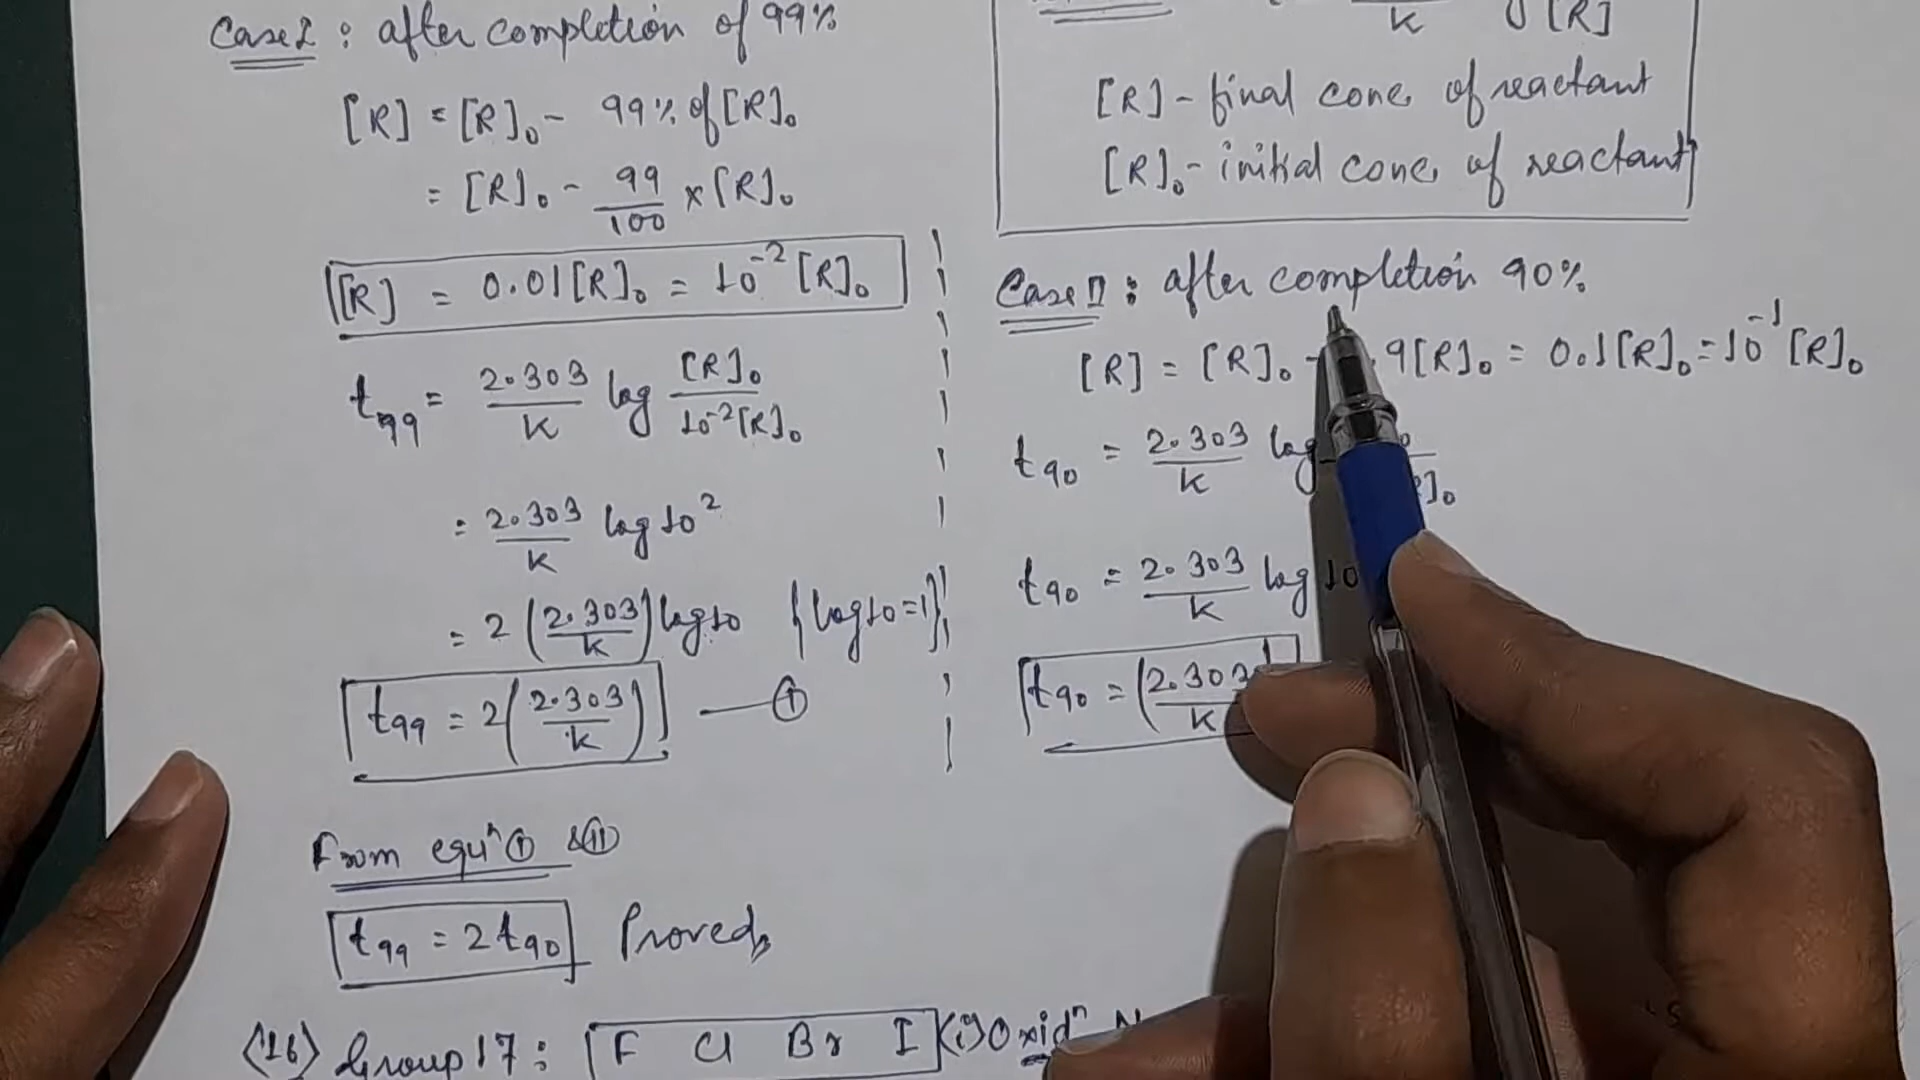 Case I : after completion of 99%
[R] = [R]₀ - 99% of [R]₀
= [R]₀ - 99/100 × [R]₀
[R] = 0.01[R]₀ = 10⁻² [R]₀
t₉₉ = 2.303/K log [R]₀/10⁻²[R]₀
= 2.303/K log 10²
= 2 (2.303/K) log 10 {log 10 = 1}
t₉₉ = 2 (2.303/K) — Ⓘ
From equⁿ Ⓘ & Ⓘ Ⓘ
t₉₉ = 2 t₉₀ Proved
K [R]
[R] - final conc. of reactant
[R]₀ - initial conc. of reactant
Case II : after completion 90%
[R] = [R]₀ - .9[R]₀ = 0.1[R]₀ = 10⁻¹ [R]₀
t₉₀ = 2.303/K log ]₀
t₉₀ = 2.303/K log 10
t₉₀ = (2.303/K
(16) Group 17 : F Cl Br I (i) Oxidⁿ